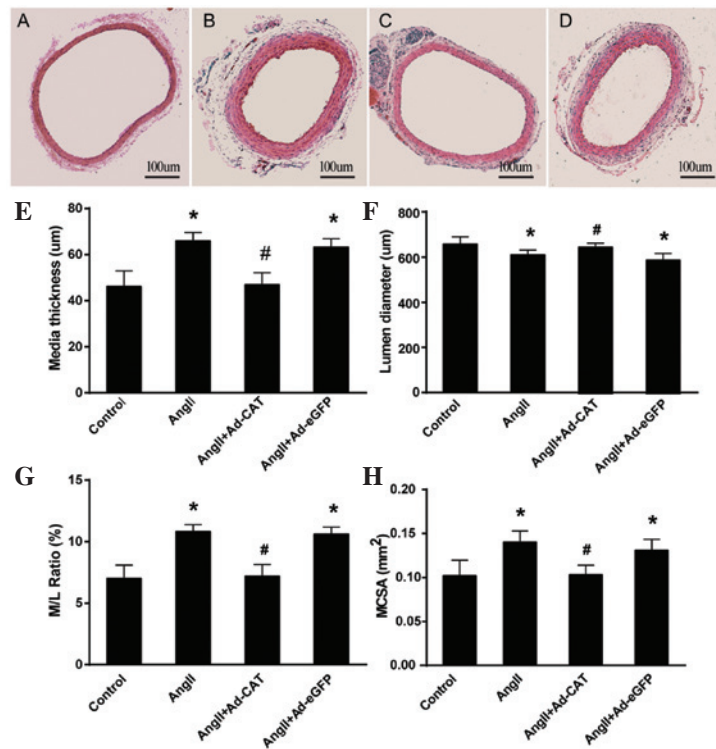 A
B
C
D
100um
100um
100um
100um
E
Media thickness (um)
80
60
40
20
0
*
#
*
Control
AngII
AngII+Ad-CAT
AngII+Ad-eGFP
F
Lumen diameter (um)
800
600
400
200
0
*
#
*
Control
AngII
AngII+Ad-CAT
AngII+Ad-eGFP
G
M/L Ratio (%)
15
10
5
0
*
#
*
Control
AngII
AngII+Ad-CAT
AngII+Ad-eGFP
H
MCSA (mm²)
0.20
0.15
0.10
0.05
0.00
*
#
*
Control
AngII
AngII+Ad-CAT
AngII+Ad-eGFP